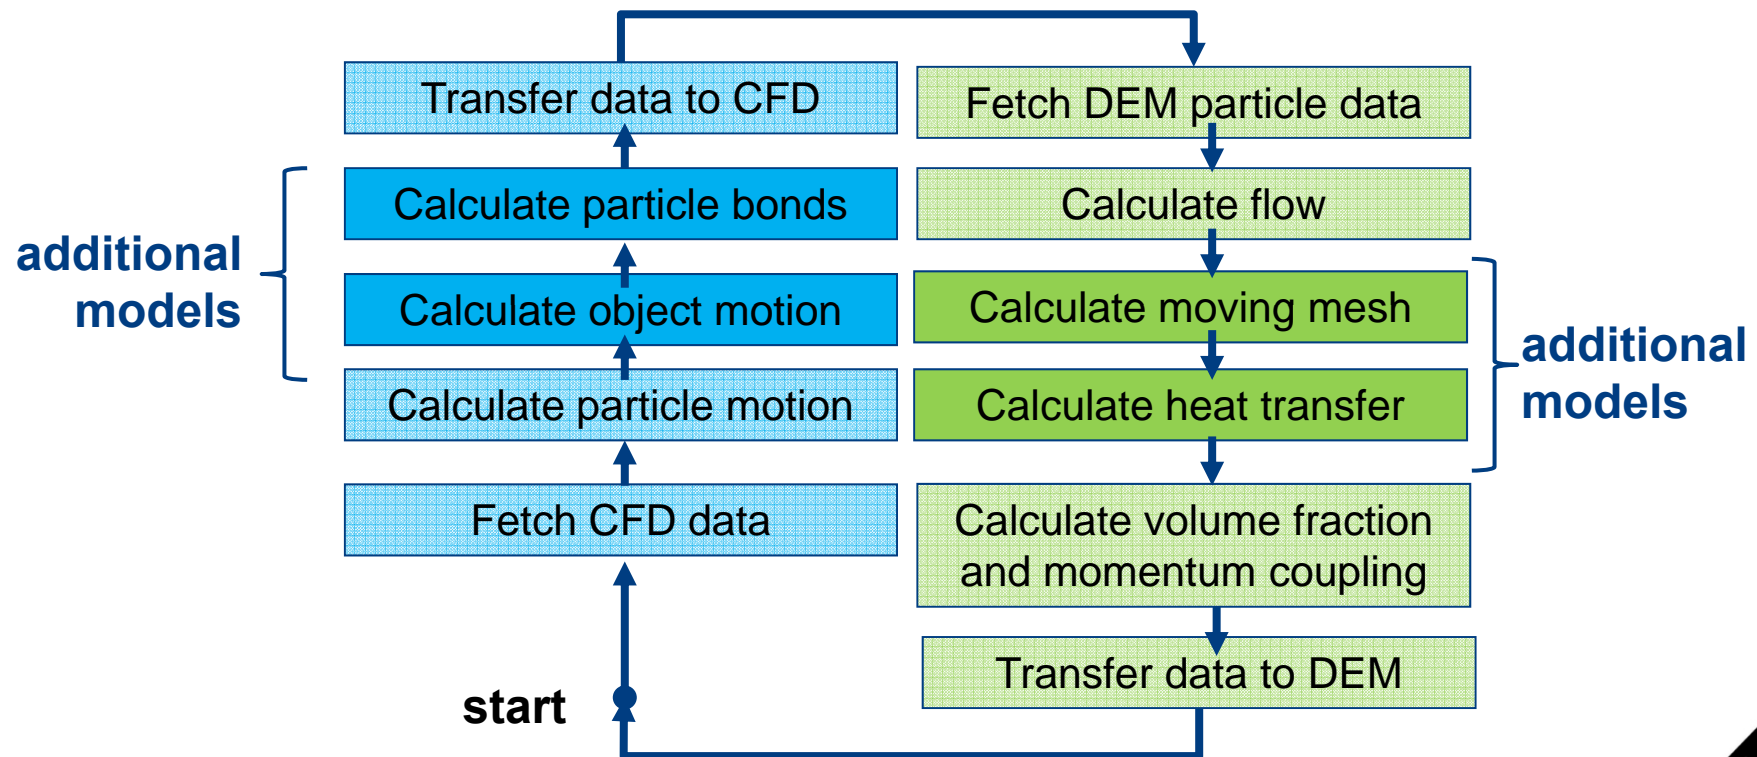 Transfer data to CFD
Calculate particle bonds
Calculate object motion
Calculate particle motion
Fetch CFD data
additional
models
start
Fetch DEM particle data
Calculate flow
Calculate moving mesh
Calculate heat transfer
Calculate volume fraction
and momentum coupling
Transfer data to DEM
additional
models